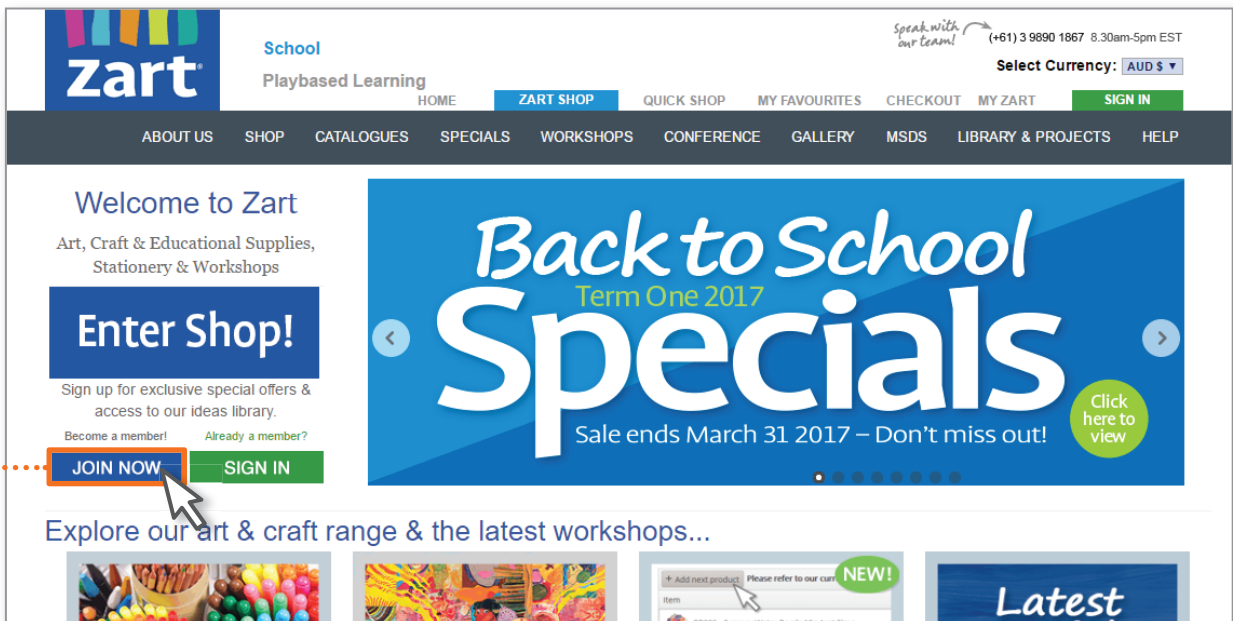 Speak with
our team!
(+61) 3 9890 1867 8.30am-5pm EST
zart
School
Playbased Learning
Select Currency: AUD $
HOME ZART SHOP QUICK SHOP MY FAVOURITES CHECKOUT MY ZART SIGN IN
ABOUT US SHOP CATALOGUES SPECIALS WORKSHOPS CONFERENCE GALLERY MSDS LIBRARY & PROJECTS HELP
Welcome to Zart
Art, Craft & Educational Supplies,
Stationery & Workshops
Enter Shop!
Sign up for exclusive special offers &
access to our ideas library.
Become a member! Already a member?
JOIN NOW SIGN IN
Back to School
Term One 2017
Specials
Sale ends March 31 2017 – Don't miss out!
Click
here to
view
Explore our art & craft range & the latest workshops...
+ Add next product Please refer to our curr
NEW!
Item
Latest